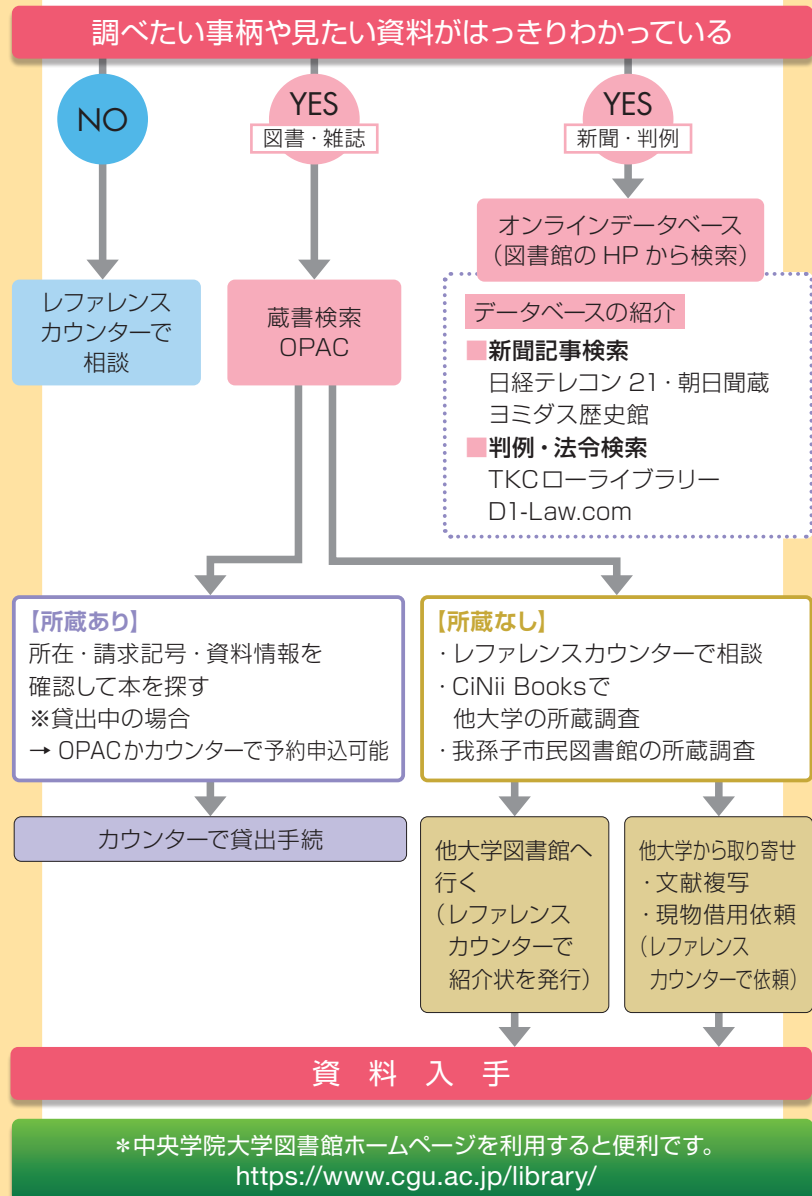 調べたい事柄や見たい資料がはっきりわかっている
NO
YES
図書・雑誌
YES
新聞・判例
オンラインデータベース
(図書館の HP から検索)
レファレンス
カウンターで
相談
蔵書検索
OPAC
データベースの紹介
■新聞記事検索
日経テレコン 21・朝日聞蔵
ヨミダス歴史館
■判例・法令検索
TKCローライブラリー
D1-Law.com
【所蔵あり】
所在・請求記号・資料情報を
確認して本を探す
※貸出中の場合
→ OPACかカウンターで予約申込可能
【所蔵なし】
・レファレンスカウンターで相談
・CiNii Booksで
他大学の所蔵調査
・我孫子市民図書館の所蔵調査
カウンターで貸出手続
他大学図書館へ
行く
(レファレンス
カウンターで
紹介状を発行)
他大学から取り寄せ
・文献複写
・現物借用依頼
(レファレンス
カウンターで依頼)
資料入手
*中央学院大学図書館ホームページを利用すると便利です。
https://www.cgu.ac.jp/library/